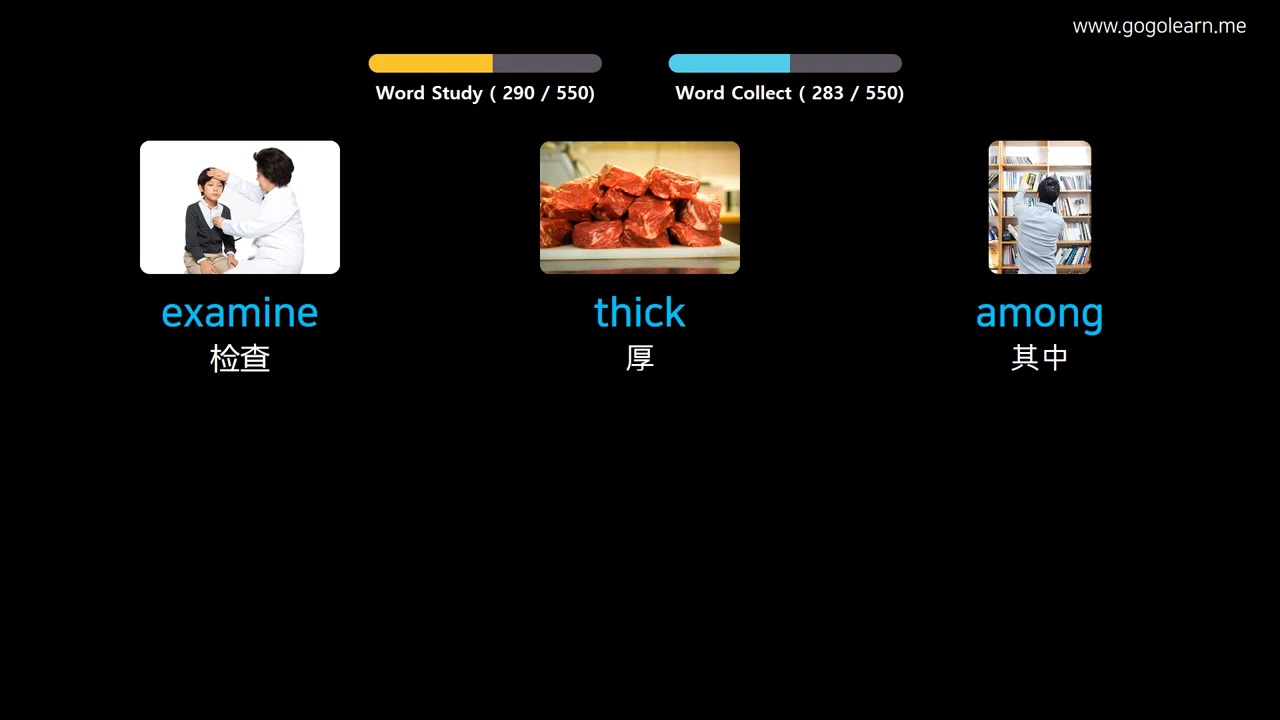 www.gogolearn.me
Word Study ( 290 / 550)
Word Collect ( 283 / 550)
examine
thick
among
检查
厚
其中